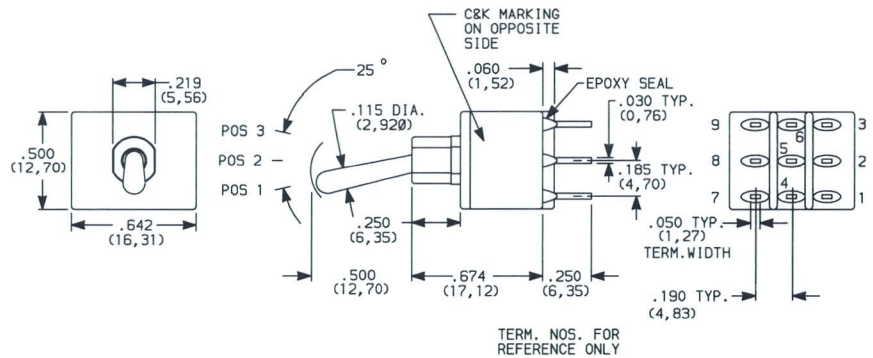 C&K MARKING
ON OPPOSITE
SIDE
25°
.219
(5,56)
.060
(1,52)
EPOXY SEAL
.115 DIA.
(2,920)
.030 TYP.
(0,76)
POS 3
POS 2
POS 1
.500
(12,70)
.185 TYP.
(4,70)
9
6
3
8
5
2
7
4
1
.642
(16,31)
.250
(6,35)
.050 TYP.
(1,27)
TERM.WIDTH
.500
(12,70)
.674
(17,12)
.250
(6,35)
.190 TYP.
(4,83)
TERM. NOS. FOR
REFERENCE ONLY